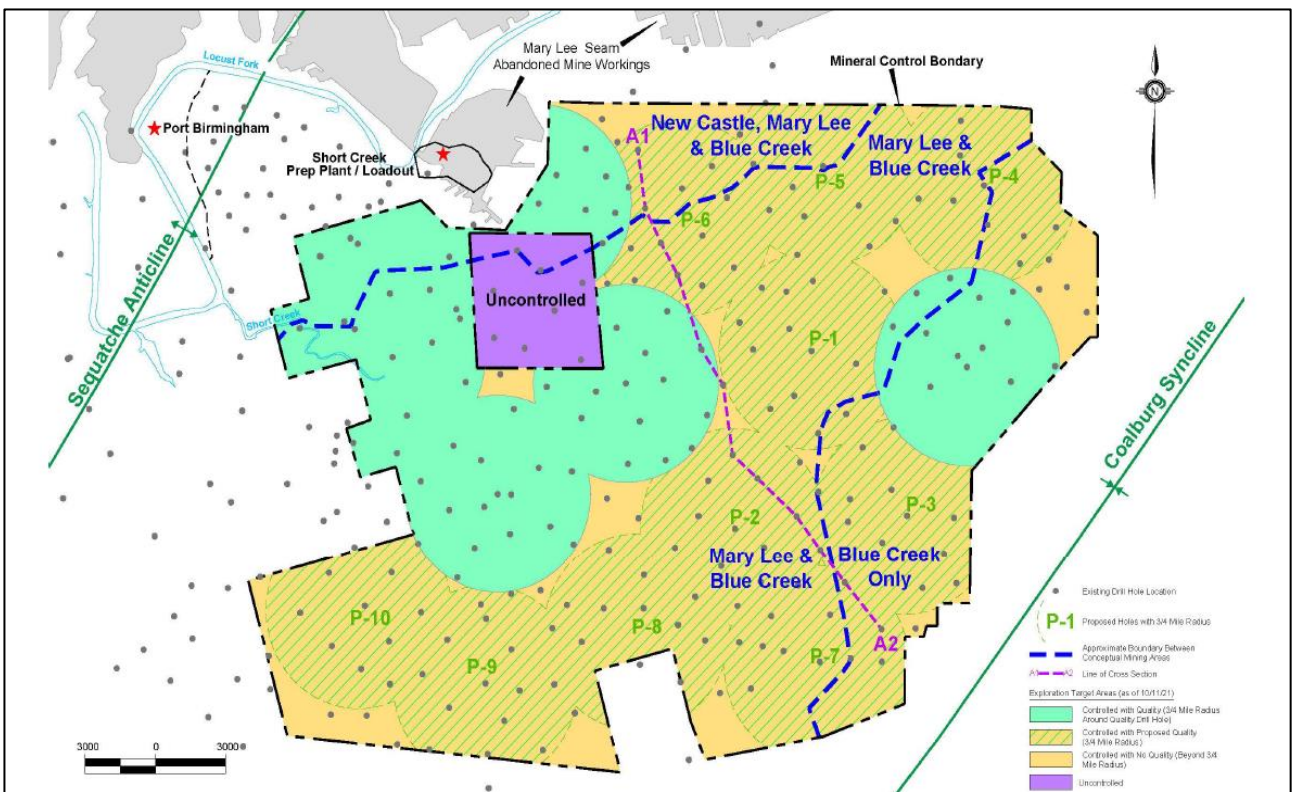 Mary Lee Seam
Abandoned Mine Workings
Locust Fork
Mineral Control Bondary
N
Port Birmingham
Short Creek
Prep Plant / Loadout
A1
New Castle, Mary Lee
& Blue Creek
Mary Lee &
Blue Creek
P-5
P-4
P-6
Sequatche Anticline
Uncontrolled
Short Creek
P-1
Coalburg Syncline
P-2
P-3
Mary Lee &
Blue Creek
Blue Creek
Only
P-10
P-8
P-9
P-7
A2
Existing Drill Hole Location
P-1
Proposed Holes with 3/4 Mile Radius
Approximate Boundary Between
Conceptual Mining Areas
A1 A2
Line of Cross Section
Exploration Target Areas (as of 10/11/21)
Controlled with Quality (3/4 Mile Radius
Around Quality Drill Hole)
Controlled with Proposed Quality
(3/4 Mile Radius)
Controlled with No Quality (Beyond 3/4
Mile Radius)
Uncontrolled
3000 0 3000